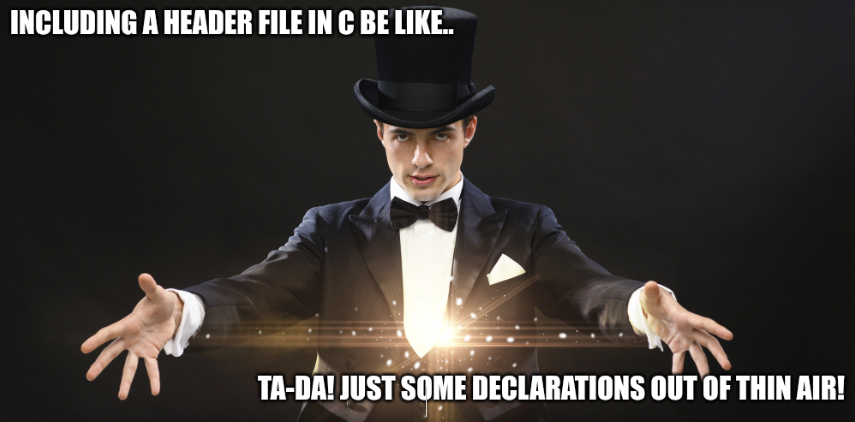 INCLUDING A HEADER FILE IN C BE LIKE..
TA-DA! JUST SOME DECLARATIONS OUT OF THIN AIR!